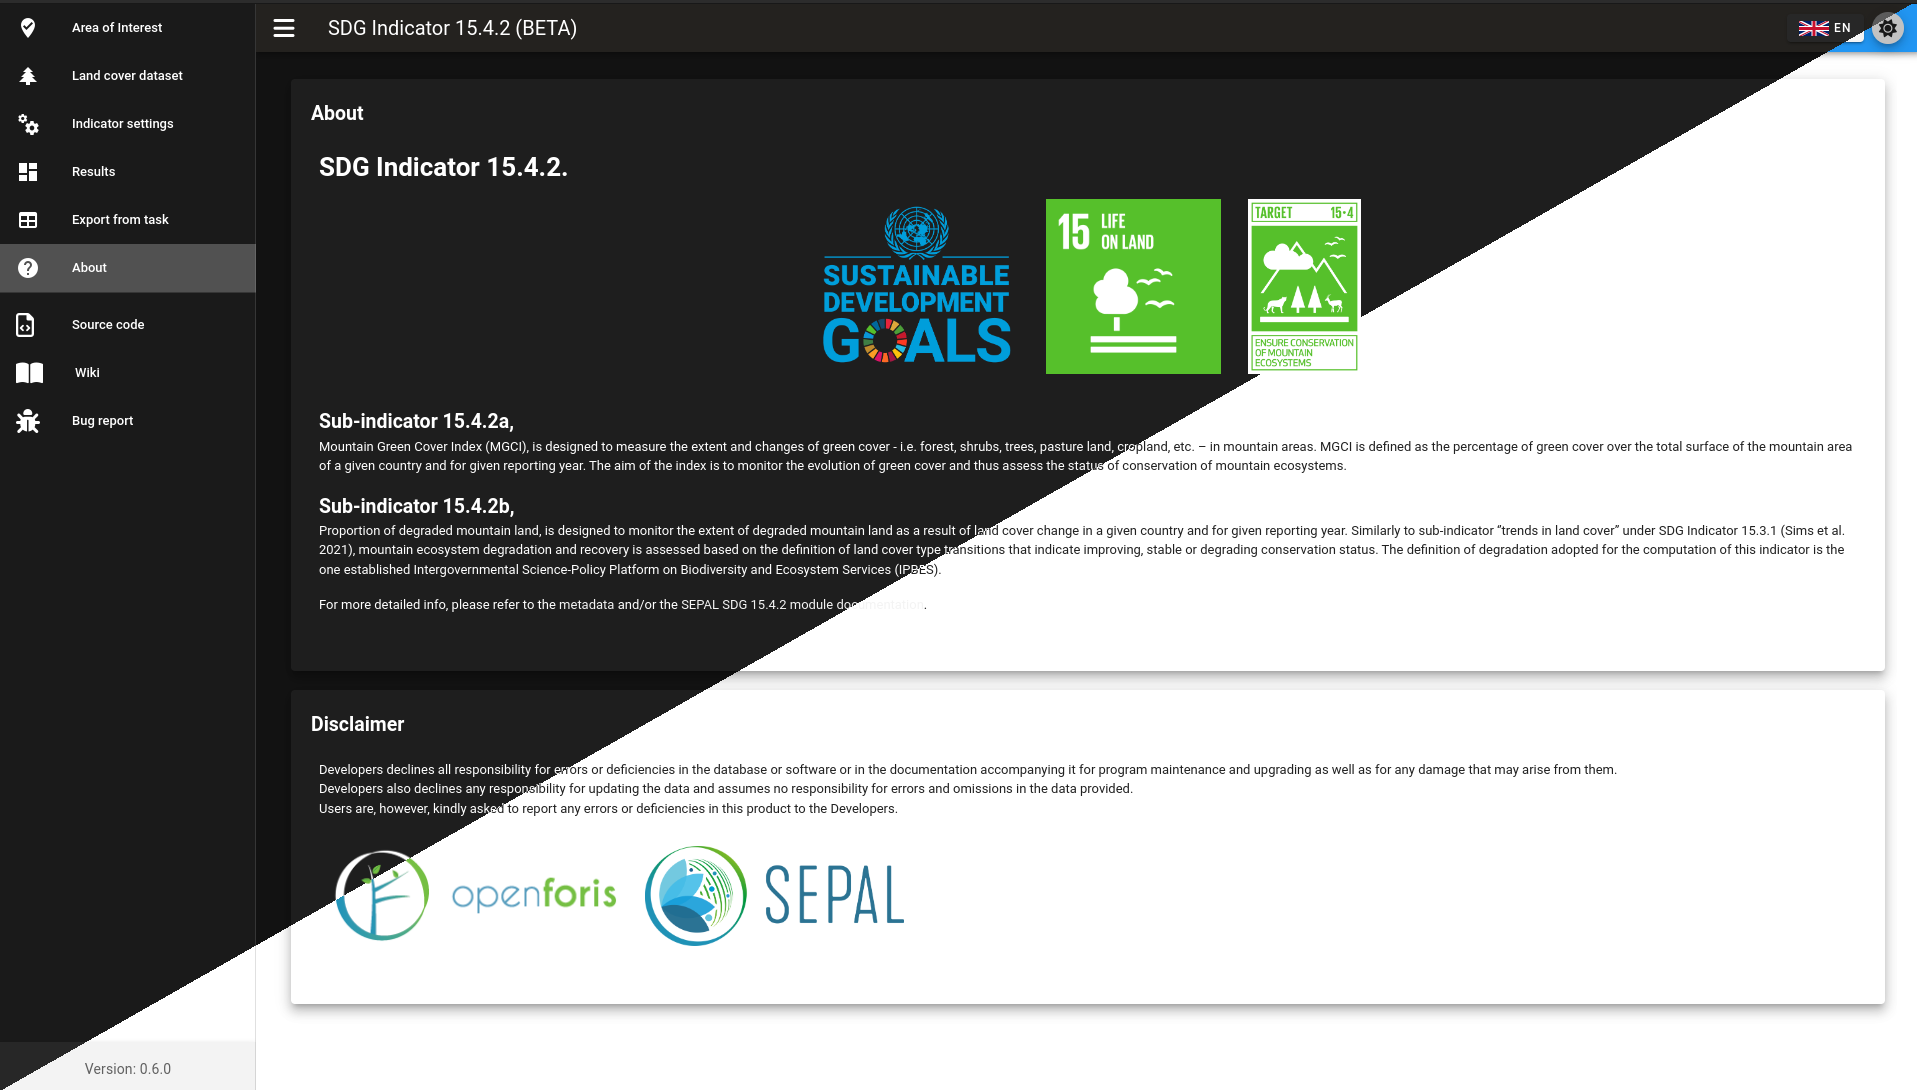 Area of Interest
Land cover dataset
Indicator settings
Results
Export from task
About
Source code
Wiki
Bug report
Version: 0.6.0
SDG Indicator 15.4.2 (BETA)
EN
About
SDG Indicator 15.4.2.
SUSTAINABLE
DEVELOPMENT
GOALS
15 LIFE
ON LAND
TARGET 15·4
ENSURE CONSERVATION
OF MOUNTAIN
ECOSYSTEMS
Sub-indicator 15.4.2a,
Mountain Green Cover Index (MGCI), is designed to measure the extent and changes of green cover - i.e. forest, shrubs, trees, pasture land, cropland, etc. – in mountain areas. MGCI is defined as the percentage of green cover over the total surface of the mountain area
of a given country and for given reporting year. The aim of the index is to monitor the evolution of green cover and thus assess the status of conservation of mountain ecosystems.
Sub-indicator 15.4.2b,
Proportion of degraded mountain land, is designed to monitor the extent of degraded mountain land as a result of land cover change in a given country and for given reporting year. Similarly to sub-indicator “trends in land cover” under SDG Indicator 15.3.1 (Sims et al.
2021), mountain ecosystem degradation and recovery is assessed based on the definition of land cover type transitions that indicate improving, stable or degrading conservation status. The definition of degradation adopted for the computation of this indicator is the
one established Intergovernmental Science-Policy Platform on Biodiversity and Ecosystem Services (IPBES).
For more detailed info, please refer to the metadata and/or the SEPAL SDG 15.4.2 module documentation.
Disclaimer
Developers declines all responsibility for errors or deficiencies in the database or software or in the documentation accompanying it for program maintenance and upgrading as well as for any damage that may arise from them.
Developers also declines any responsibility for updating the data and assumes no responsibility for errors and omissions in the data provided.
Users are, however, kindly asked to report any errors or deficiencies in this product to the Developers.
openforis
SEPAL